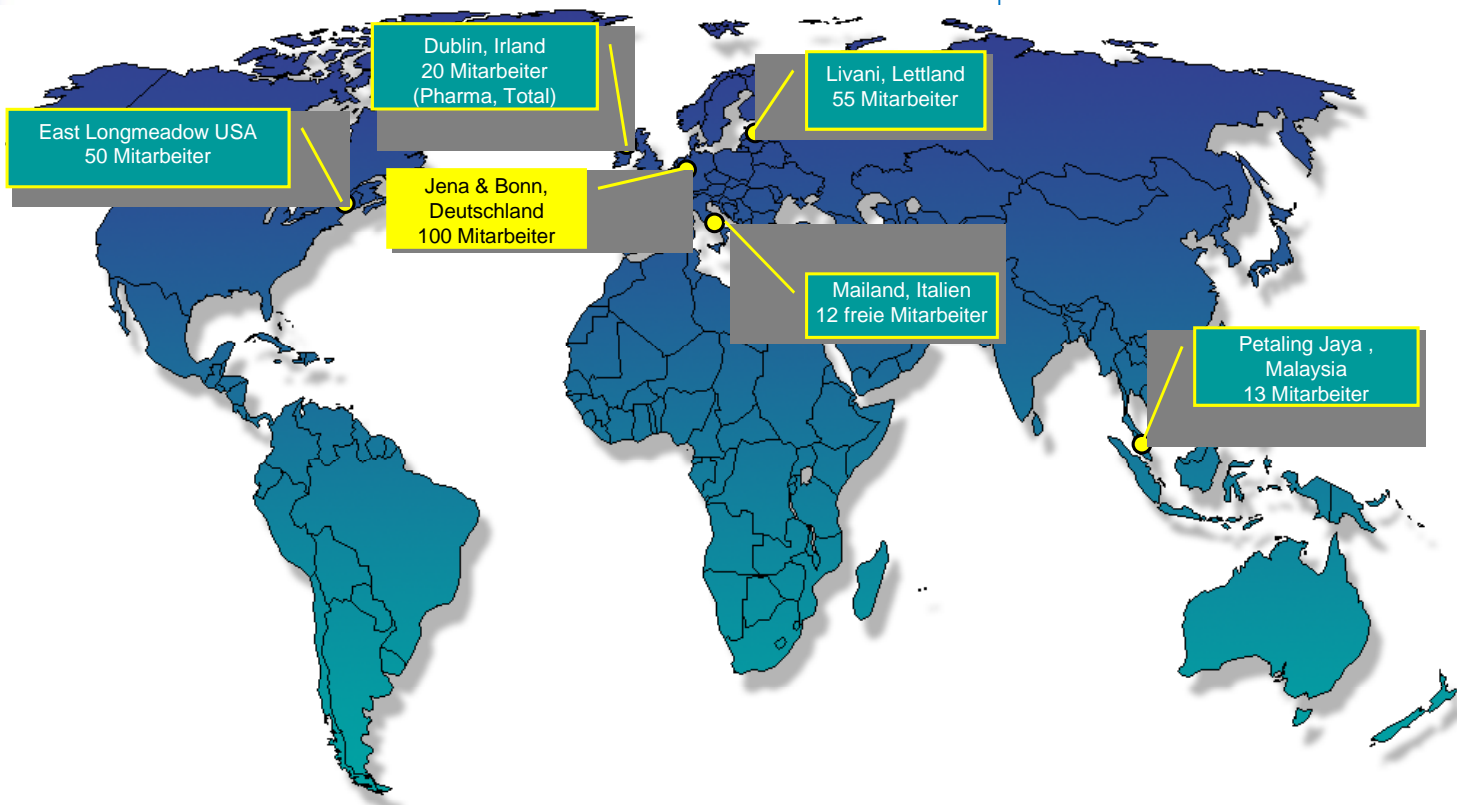 Dublin, Irland
20 Mitarbeiter
(Pharma, Total)
Livani, Lettland
55 Mitarbeiter
East Longmeadow USA
50 Mitarbeiter
Jena & Bonn,
Deutschland
100 Mitarbeiter
Mailand, Italien
12 freie Mitarbeiter
Petaling Jaya ,
Malaysia
13 Mitarbeiter